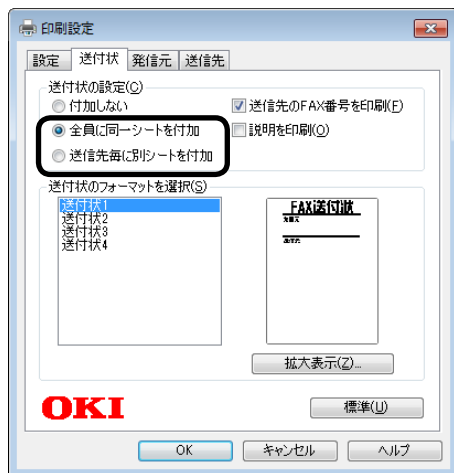 印刷設定
設定 送付状 発信元 送信先
送付状の設定(C)
付加しない
送信先のFAX番号を印刷(F)
全員に同一シートを付加
説明を印刷(O)
送信先毎に別シートを付加
送付状のフォーマットを選択(S)
送付状1
送付状2
送付状3
送付状4
FAX送付状
発信元
拡大表示(Z)...
OKI
標準(U)
OK キャンセル ヘルプ